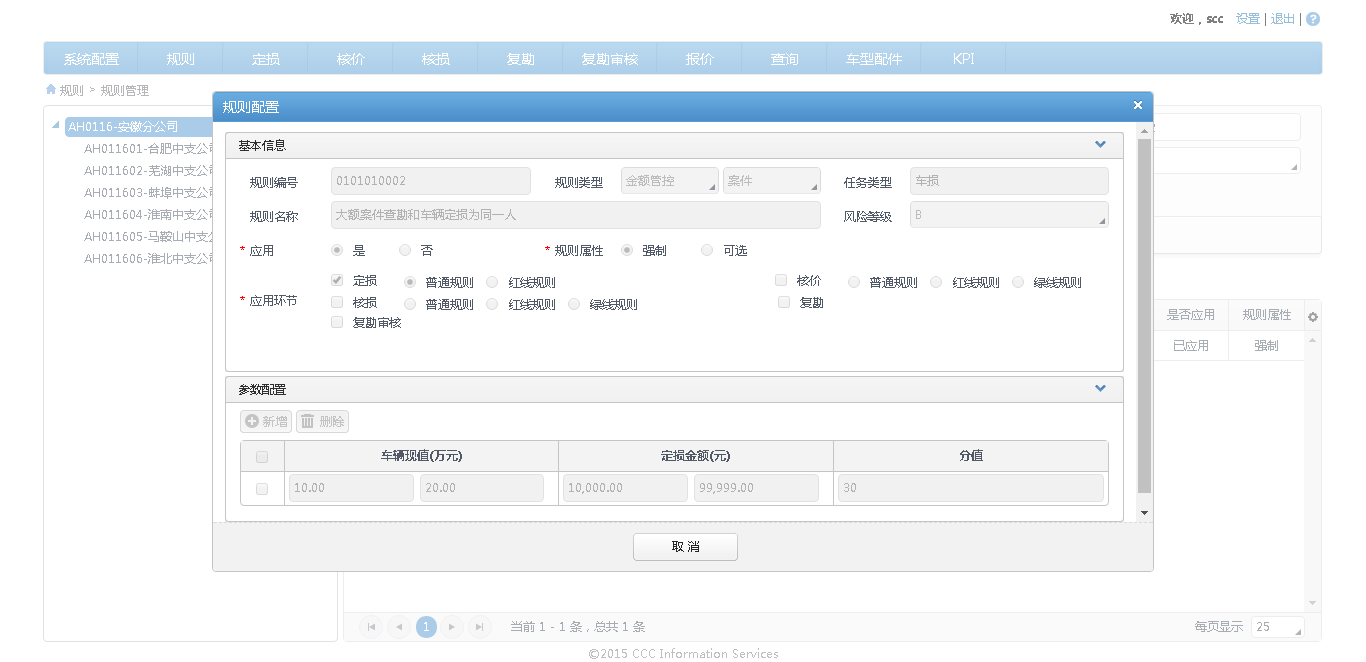 欢迎，scc 设置 | 退出 | ?
系统配置 规则 定损 核价 核损 复勘 复勘审核 报价 查询 车型配件 KPI
规则 > 规则管理
规则配置
AH0116-安徽分公司
AH011601-合肥中支公
AH011602-芜湖中支公
AH011603-蚌埠中支公
AH011604-淮南中支公
AH011605-马鞍山中支
AH011606-淮北中支公
基本信息
规则编号 0101010002 规则类型 金额管控 案件 任务类型 车损
规则名称 大额案件查勘和车辆定损为同一人 风险等级 B
* 应用 是 否 * 规则属性 强制 可选
* 应用环节 定损 普通规则 红线规则 核价 普通规则 红线规则 绿线规则
核损 普通规则 红线规则 绿线规则 复勘
复勘审核
是否应用 规则属性
已应用 强制
参数配置
新增 删除
车辆现值(万元) 定损金额(元) 分值
10.00 20.00 10,000.00 99,999.00 30
取 消
1 当前 1 - 1 条，总共 1 条 每页显示 25
©2015 CCC Information Services